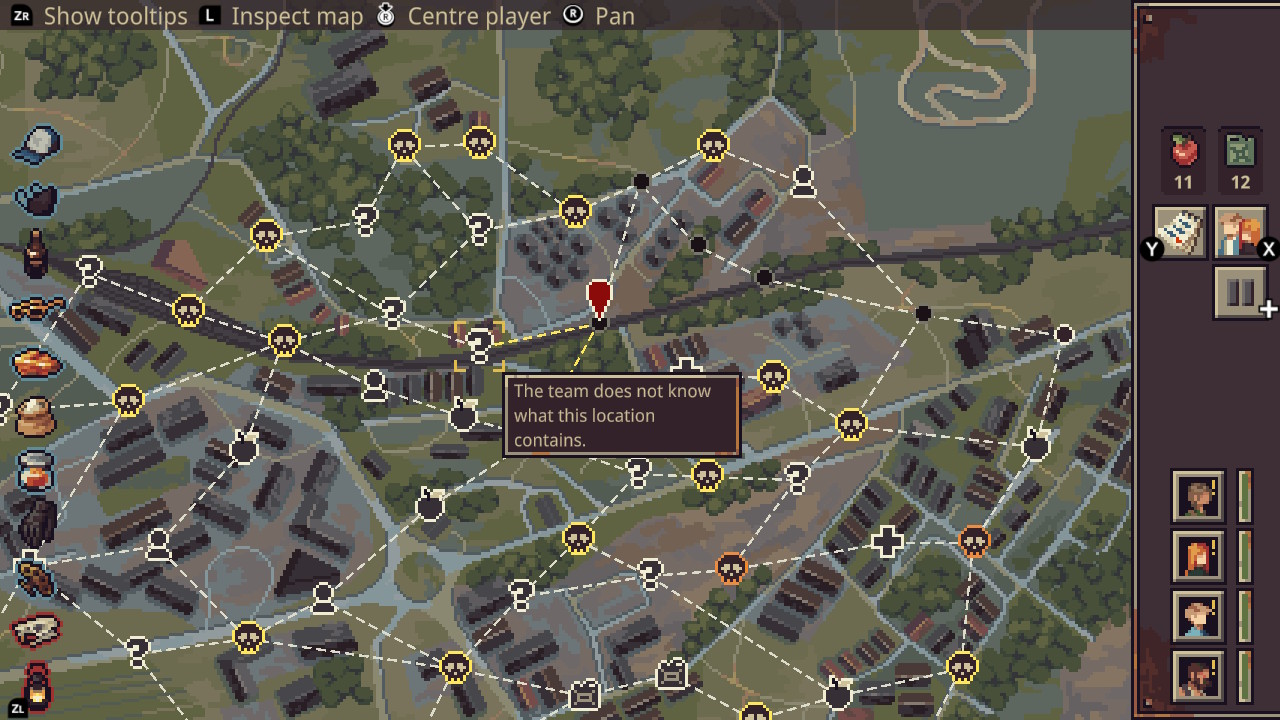 ZR Show tooltips L Inspect map R Centre player R Pan
11 12
Y X
The team does not know
what this location
contains.
ZL